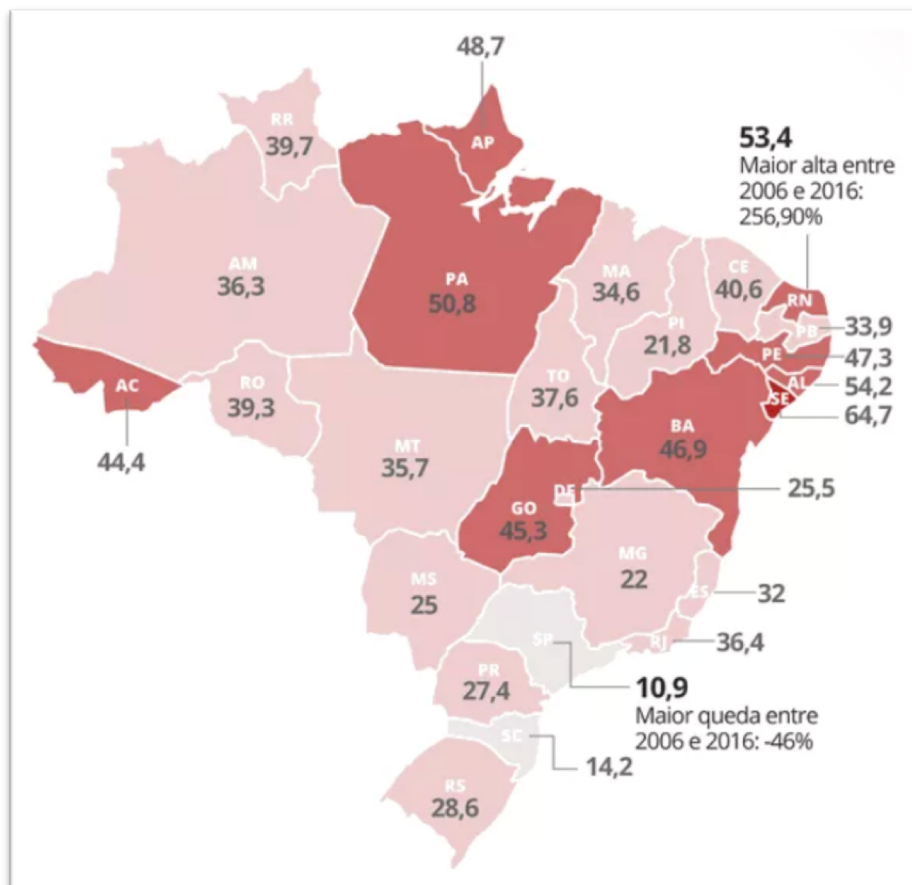 48,7
RR
39,7
AP
53,4
Maior alta entre
2006 e 2016:
256,90%
AM
36,3
PA
50,8
MA
34,6
CE
40,6
RN
PB
33,9
PI
21,8
PE
47,3
AL
54,2
SE
64,7
AC
44,4
RO
39,3
TO
37,6
BA
46,9
MT
35,7
DF
25,5
GO
45,3
MG
22
ES
32
MS
25
SP
RJ
36,4
PR
27,4
10,9
Maior queda entre
2006 e 2016: -46%
SC
14,2
RS
28,6